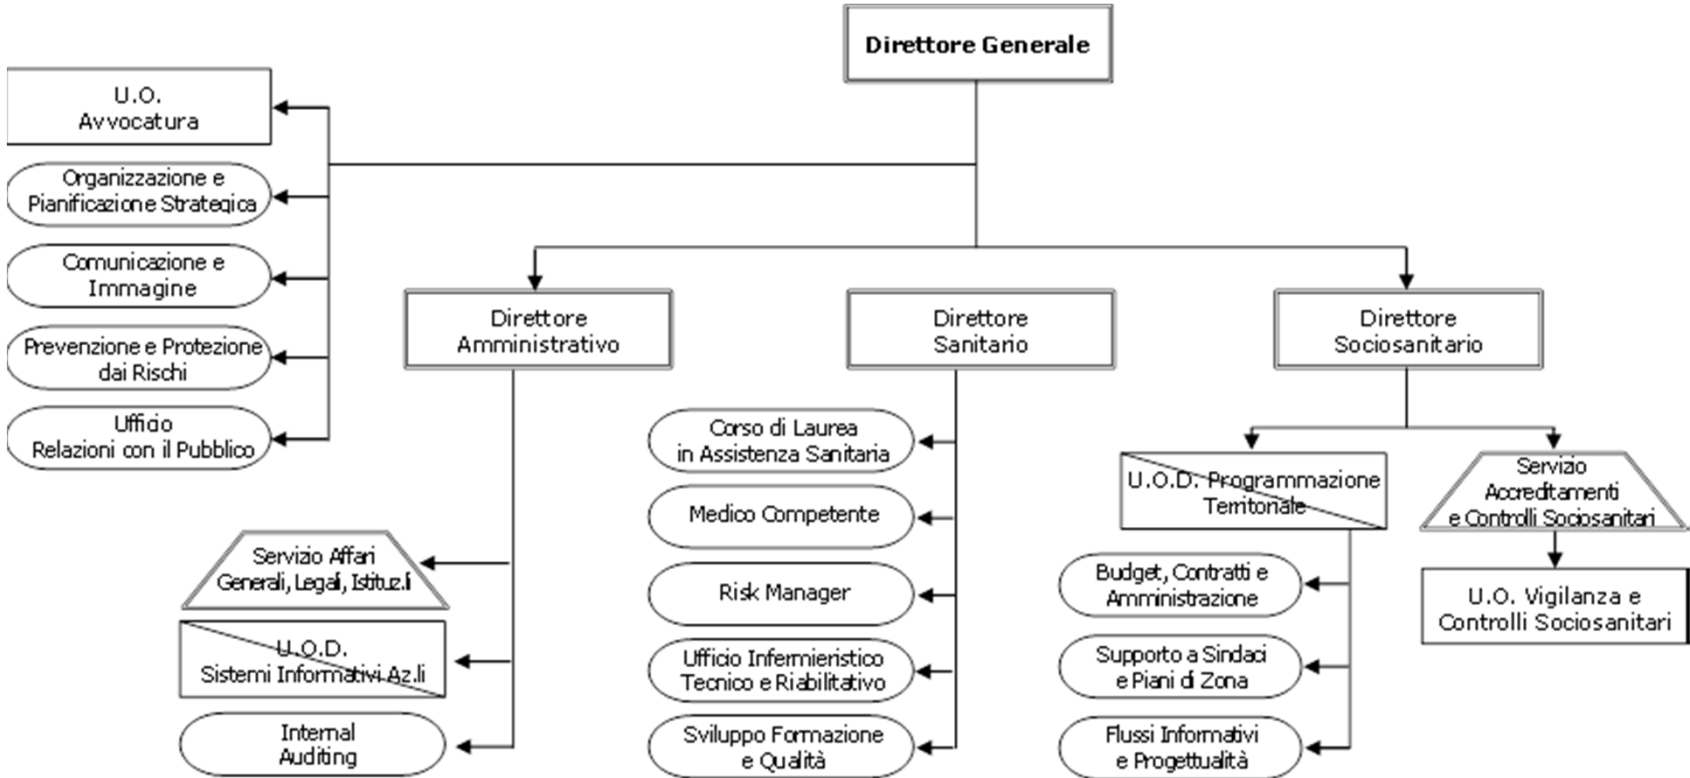 Direttore Generale
U.O.
Avvocatura
Organizzazione e
Pianificazione Strategica
Comunicazione e
Immagine
Prevenzione e Protezione
dai Rischi
Ufficio
Relazioni con il Pubblico
Direttore
Amministrativo
Servizio Affari
Generali, Legali, Istituz.li
U.O.D.
Sistemi Informativi Az.li
Internal
Auditing
Direttore
Sanitario
Corso di Laurea
in Assistenza Sanitaria
Medico Competente
Risk Manager
Ufficio Infermieristico
Tecnico e Riabilitativo
Sviluppo Formazione
e Qualità
Direttore
Sociosanitario
U.O.D. Programmazione
Territoriale
Budget, Contratti e
Amministrazione
Supporto a Sindaci
e Piani di Zona
Flussi Informativi
e Progettualità
Servizio
Accreditamenti
e Controlli Sociosanitari
U.O. Vigilanza e
Controlli Sociosanitari